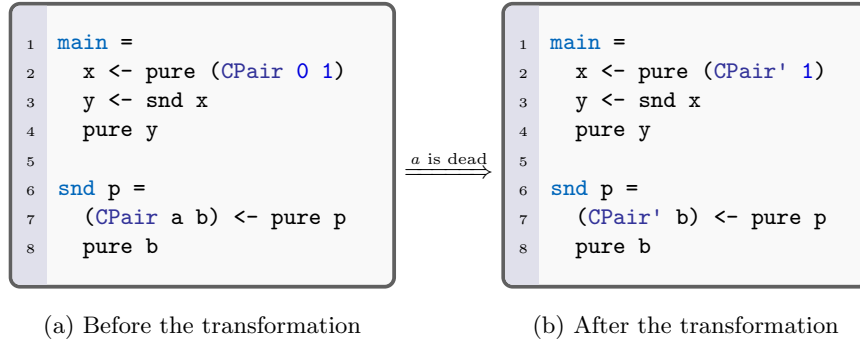 1 main =
2 x <- pure (CPair 0 1)
3 y <- snd x
4 pure y
5
6 snd p =
7 (CPair a b) <- pure p
8 pure b
a is dead
1 main =
2 x <- pure (CPair' 1)
3 y <- snd x
4 pure y
5
6 snd p =
7 (CPair' b) <- pure p
8 pure b
(a) Before the transformation
(b) After the transformation